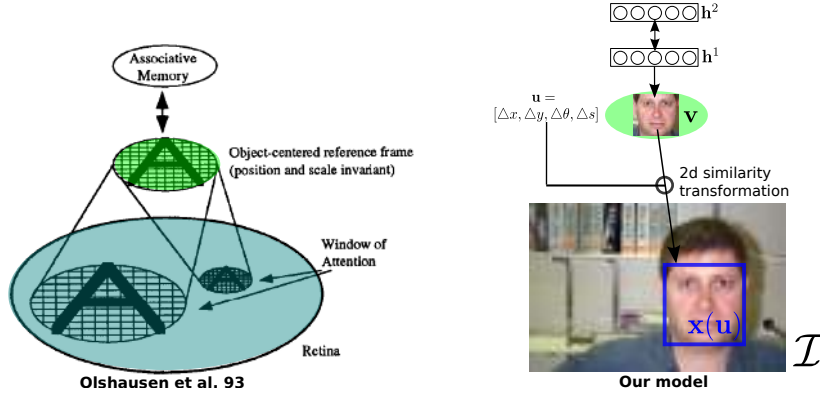 Associative
Memory
Object-centered reference frame
(position and scale invariant)
Window of
Attention
Retina
Olshausen et al. 93
h²
h¹
u =
[△x, △y, △θ, △s]
v
2d similarity
transformation
x(u)
ℐ
Our model